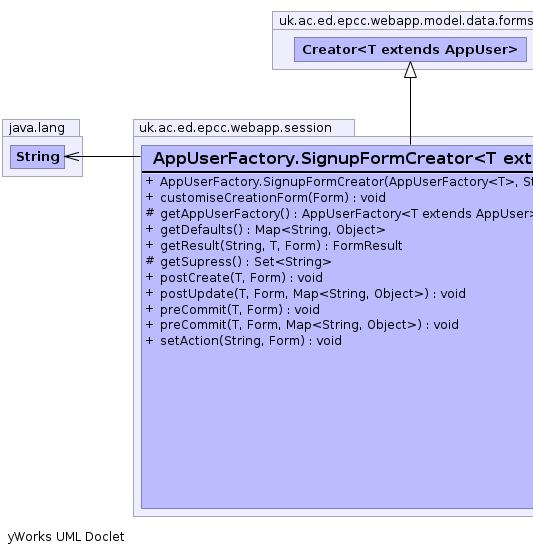 uk.ac.ed.epcc.webapp.model.data.forms
Creator<T extends AppUser>
java.lang
String
uk.ac.ed.epcc.webapp.session
AppUserFactory.SignupFormCreator<T ext
+ AppUserFactory.SignupFormCreator(AppUserFactory<T>, St
+ customiseCreationForm(Form) : void
# getAppUserFactory() : AppUserFactory<T extends AppUser>
+ getDefaults() : Map<String, Object>
+ getResult(String, T, Form) : FormResult
# getSupress() : Set<String>
+ postCreate(T, Form) : void
+ postUpdate(T, Form, Map<String, Object>) : void
+ preCommit(T, Form) : void
+ preCommit(T, Form, Map<String, Object>) : void
+ setAction(String, Form) : void
yWorks UML Doclet